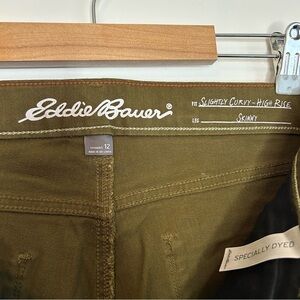 Eddie Bauer®
FIT SLIGHTLY CURVY - HIGH RISE
LEG SKINNY
12
SPECIALLY DYED